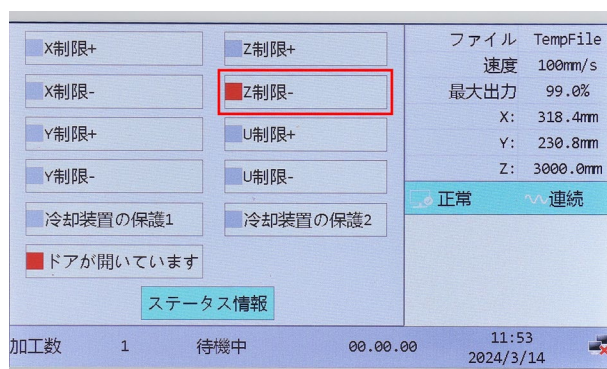 X制限+
Z制限+
X制限-
Z制限-
Y制限+
U制限+
Y制限-
U制限-
冷却装置の保護1
冷却装置の保護2
ドアが開いています
ステータス情報
ファイル TempFile
速度 100mm/s
最大出力 99.0%
X: 318.4mm
Y: 230.8mm
Z: 3000.0mm
正常 連続
加工数 1 待機中 00.00.00
11:53
2024/3/14